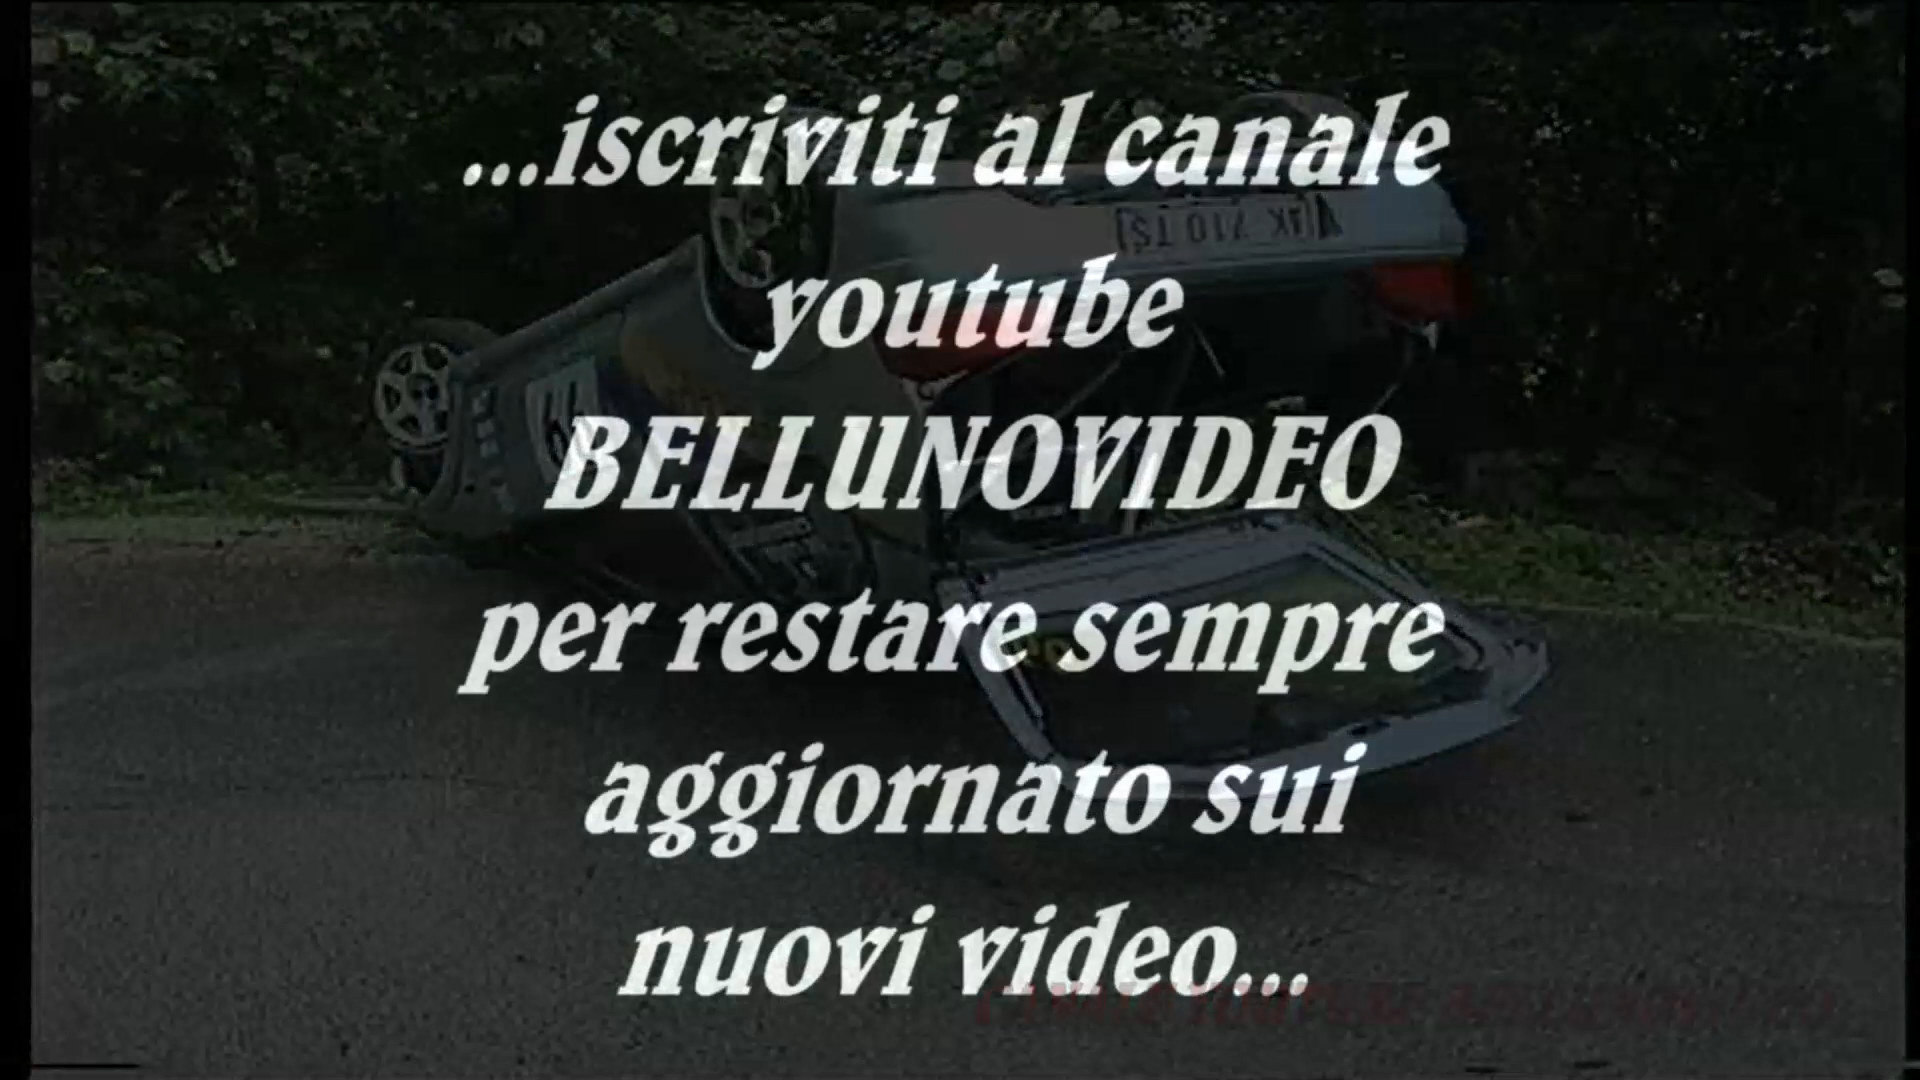 ...iscriviti al canale
youtube
BELLUNOVIDEO
per restare sempre
aggiornato sui
nuovi video...